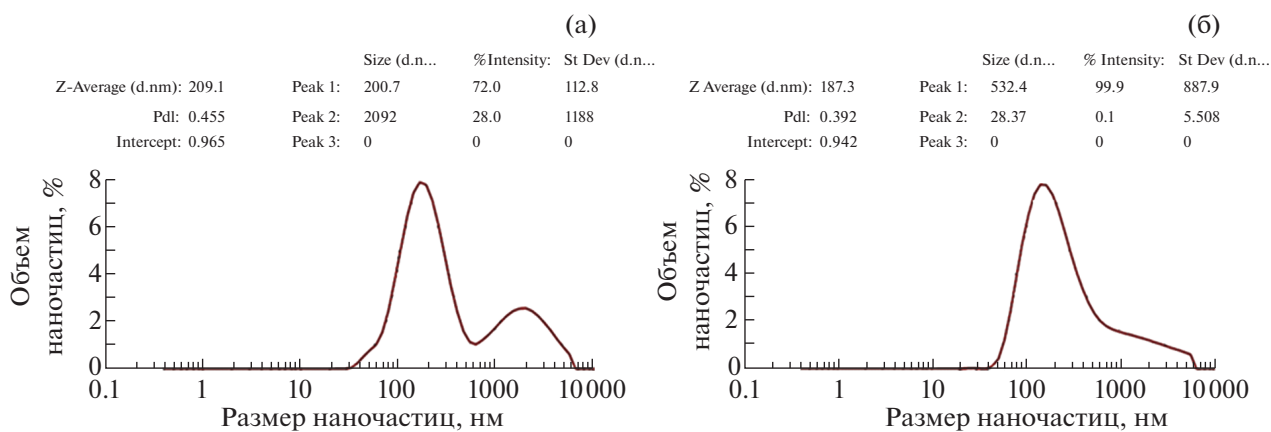 (а)
Size (d.n... %Intensity: St Dev (d.n...
Z-Average (d.nm): 209.1 Peak 1: 200.7 72.0 112.8
PdI: 0.455 Peak 2: 2092 28.0 1188
Intercept: 0.965 Peak 3: 0 0 0
8
6
4
2
0
Объем
наночастиц, %
0.1 1 10 100 1000 10000
Размер наночастиц, нм
(б)
Size (d.n... % Intensity: St Dev (d.n...
Z Average (d.nm): 187.3 Peak 1: 532.4 99.9 887.9
PdI: 0.392 Peak 2: 28.37 0.1 5.508
Intercept: 0.942 Peak 3: 0 0 0
8
6
4
2
0
Объем
наночастиц, %
0.1 1 10 100 1000 10000
Размер наночастиц, нм